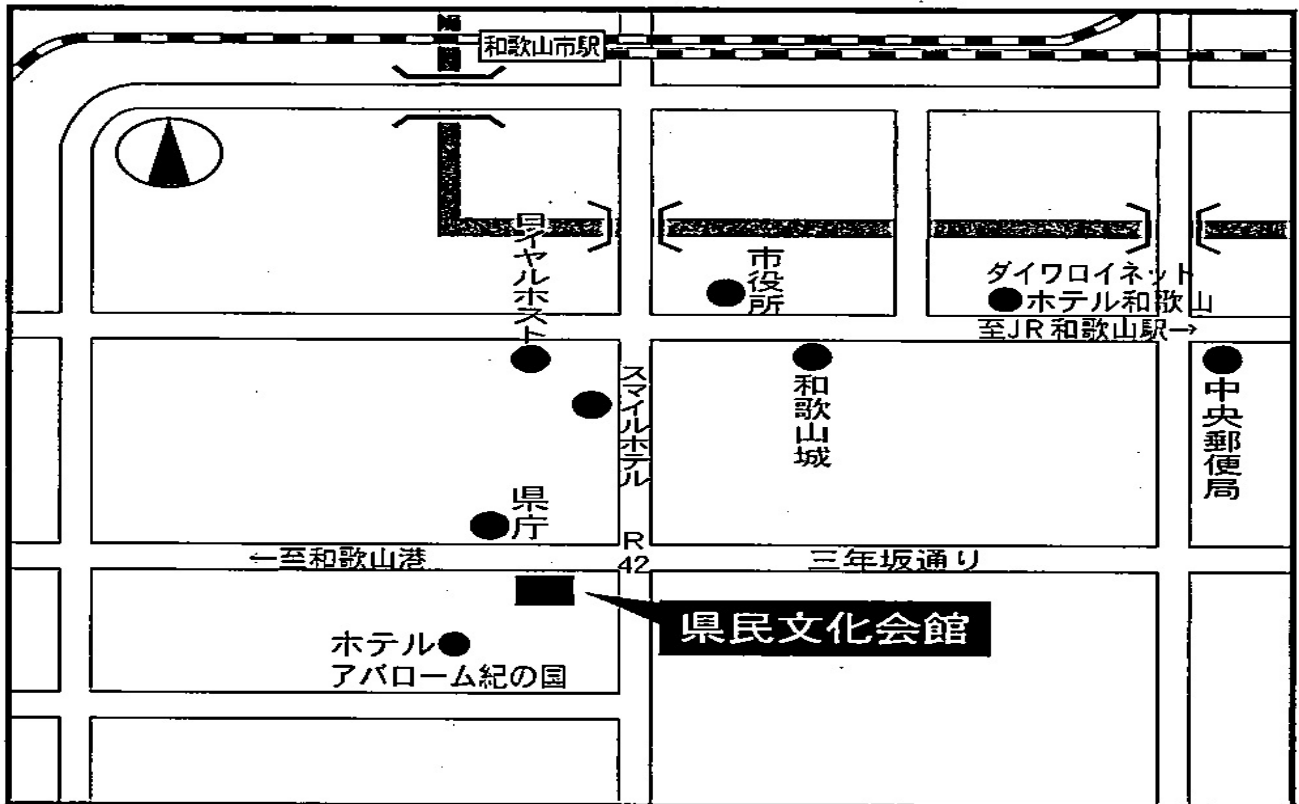 和歌山市駅
ロイヤルホスト
市役所
ダイワロイネット
ホテル和歌山
至JR和歌山駅→
スマイルホテル
和歌山城
中央郵便局
県庁
←至和歌山港
R
42
三年坂通り
県民文化会館
ホテル
アバローム紀の国